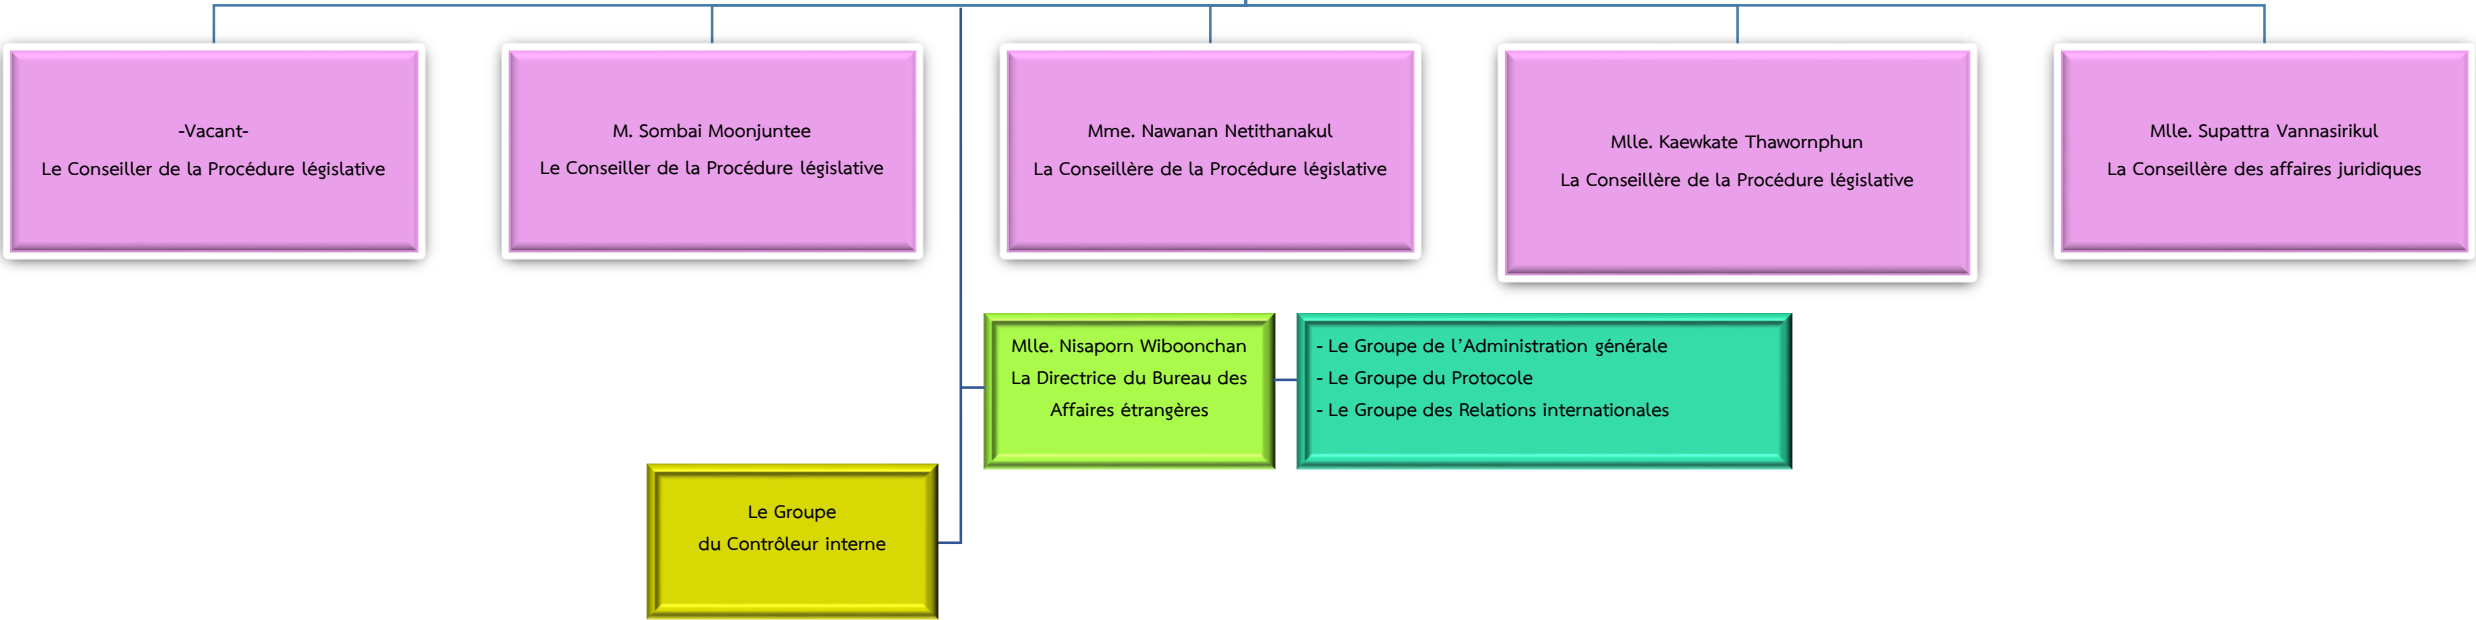 -Vacant-
Le Conseiller de la Procédure législative
M. Sombai Moonjuntee
Le Conseiller de la Procédure législative
Mme. Nawanan Netithanakul
La Conseillère de la Procédure législative
Mlle. Kaewkate Thawornphun
La Conseillère de la Procédure législative
Mlle. Supattra Vannasirikul
La Conseillère des affaires juridiques
Mlle. Nisaporn Wiboonchan
La Directrice du Bureau des
Affaires étrangères
- Le Groupe de l’Administration générale
- Le Groupe du Protocole
- Le Groupe des Relations internationales
Le Groupe
du Contrôleur interne